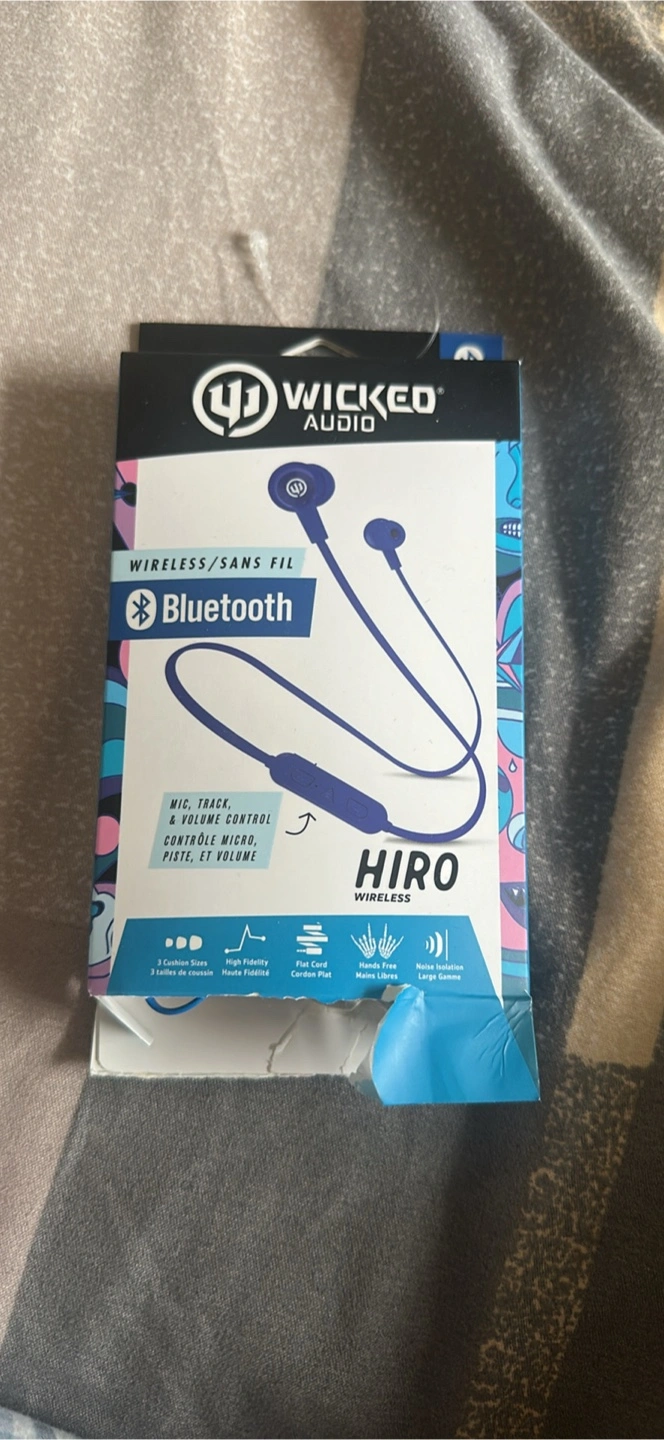 WICKED®
AUDIO
WIRELESS/SANS FIL
Bluetooth
MIC, TRACK,
& VOLUME CONTROL
CONTRÔLE MICRO,
PISTE, ET VOLUME
HIRO
WIRELESS
3 Cushion Sizes
3 tailles de coussin
High Fidelity
Haute Fidélité
Flat Cord
Cordon Plat
Hands Free
Mains Libres
Noise Isolation
Large Gamme